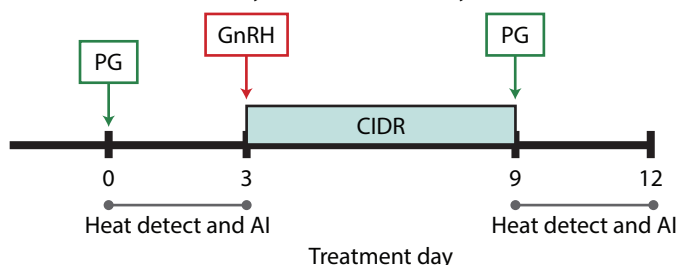 GnRH
PG
PG
CIDR
0
3
9
12
Heat detect and AI
Heat detect and AI
Treatment day